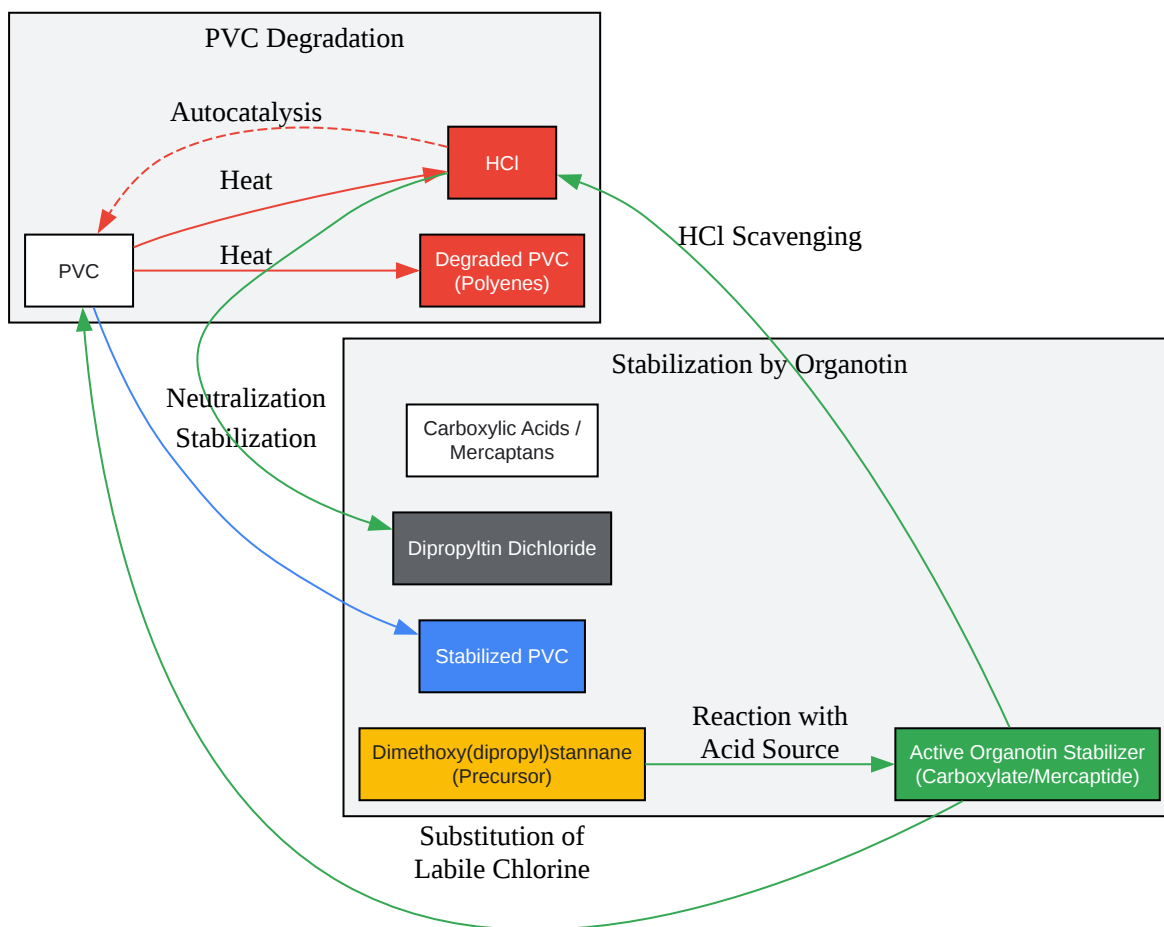 PVC Degradation
Autocatalysis
HCl
Heat
Heat
PVC
Degraded PVC
(Polyenes)
HCl Scavenging
Stabilization by Organotin
Neutralization
Stabilization
Carboxylic Acids /
Mercaptans
Dipropyltin Dichloride
Stabilized PVC
Dimethoxy(dipropyl)stannane
(Precursor)
Reaction with
Acid Source
Active Organotin Stabilizer
(Carboxylate/Mercaptide)
Substitution of
Labile Chlorine